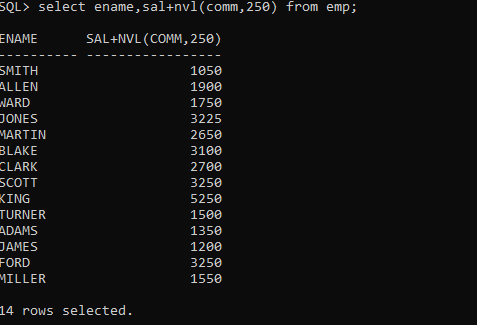 SQL> select ename,sal+nvl(comm,250) from emp;
ENAME      SAL+NVL(COMM,250)
---------- -----------------
SMITH                   1050
ALLEN                   1900
WARD                    1750
JONES                   3225
MARTIN                  2650
BLAKE                   3100
CLARK                   2700
SCOTT                   3250
KING                    5250
TURNER                  1500
ADAMS                   1350
JAMES                   1200
FORD                    3250
MILLER                  1550
14 rows selected.